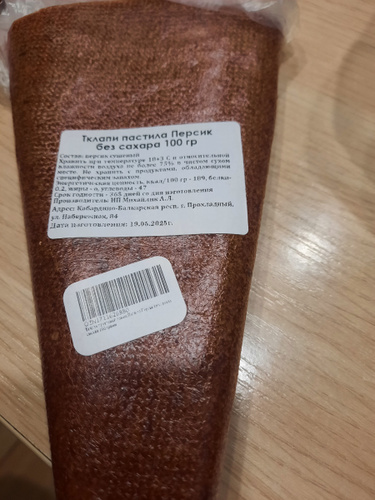 Тклапи пастила Персик
без сахара 100 гр
Состав: персик сушеный
Хранить при температуре 10±3 С и относительной
влажности воздуха не более 75% в чистом сухом
месте. Не хранить с продуктами, обладающими
специфическим запахом.
Энергетическая ценность, ккал/100 гр - 109, белки-
0,2, жиры - 0, углеводы - 47
Срок годности - 365 дней со дня изготовления
Производитель: ИП Михайлик А.Л.
Адрес: Кабардино-Балкарская респ, г. Прохладный,
ул. Набережная,
Дата изготовления: 19.05.2025г.